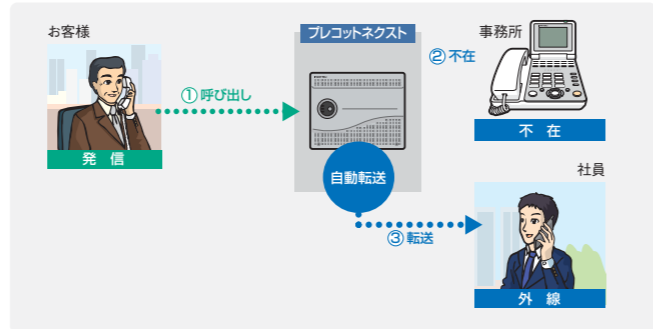 お客様
発信
①呼び出し
プレコットネクスト
自動転送
②不在
事務所
不在
③転送
社員
外線